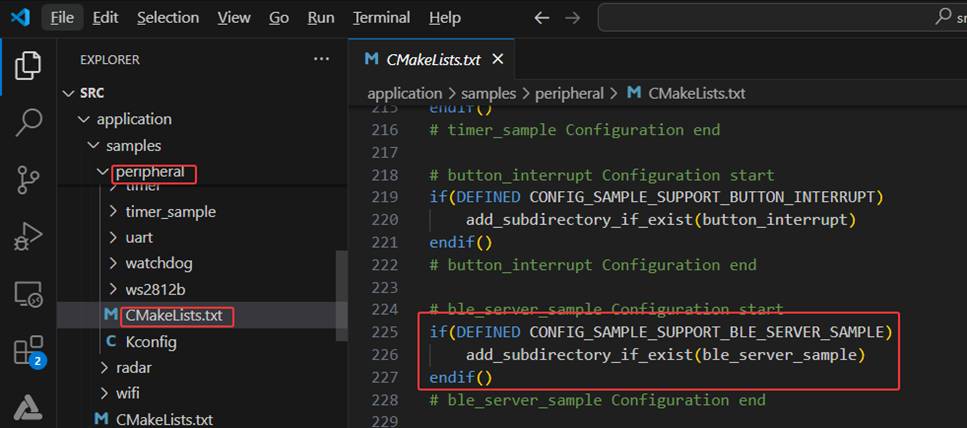 File Edit Selection View Go Run Terminal Help
EXPLORER
SRC
application
samples
peripheral
timer
timer_sample
uart
watchdog
ws2812b
M CMakeLists.txt
C Kconfig
radar
wifi
M CMakeLists.txt
2
M CMakeLists.txt
application > samples > peripheral > M CMakeLists.txt
215 endif()
216 # timer_sample Configuration end
217
218 # button_interrupt Configuration start
219 if(DEFINED CONFIG_SAMPLE_SUPPORT_BUTTON_INTERRUPT)
220 add_subdirectory_if_exist(button_interrupt)
221 endif()
222 # button_interrupt Configuration end
223
224 # ble_server_sample Configuration start
225 if(DEFINED CONFIG_SAMPLE_SUPPORT_BLE_SERVER_SAMPLE)
226 add_subdirectory_if_exist(ble_server_sample)
227 endif()
228 # ble_server_sample Configuration end
229